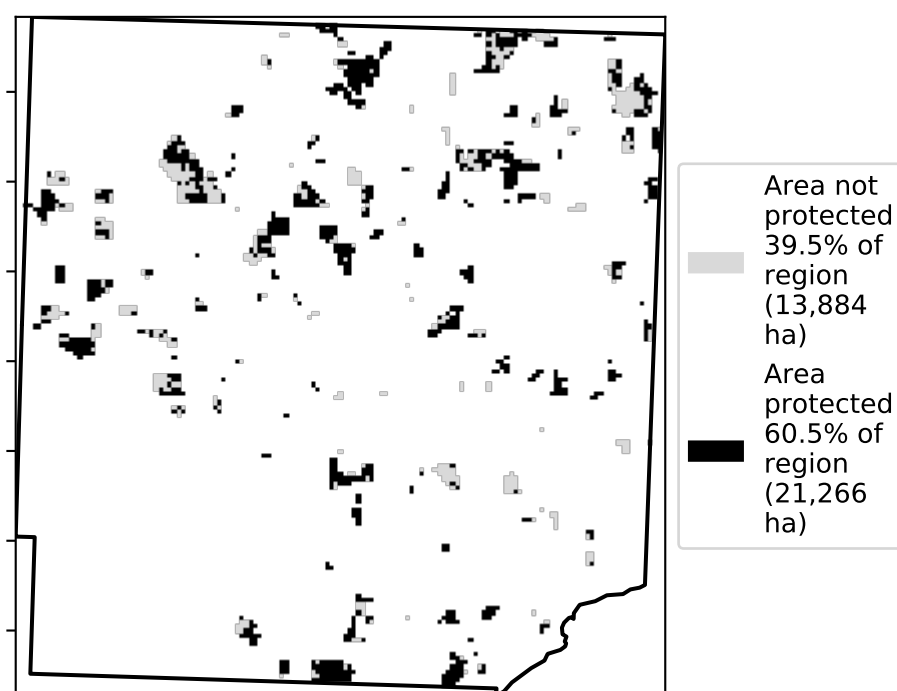 Area not
protected
39.5% of
region
(13,884
ha)
Area
protected
60.5% of
region
(21,266
ha)